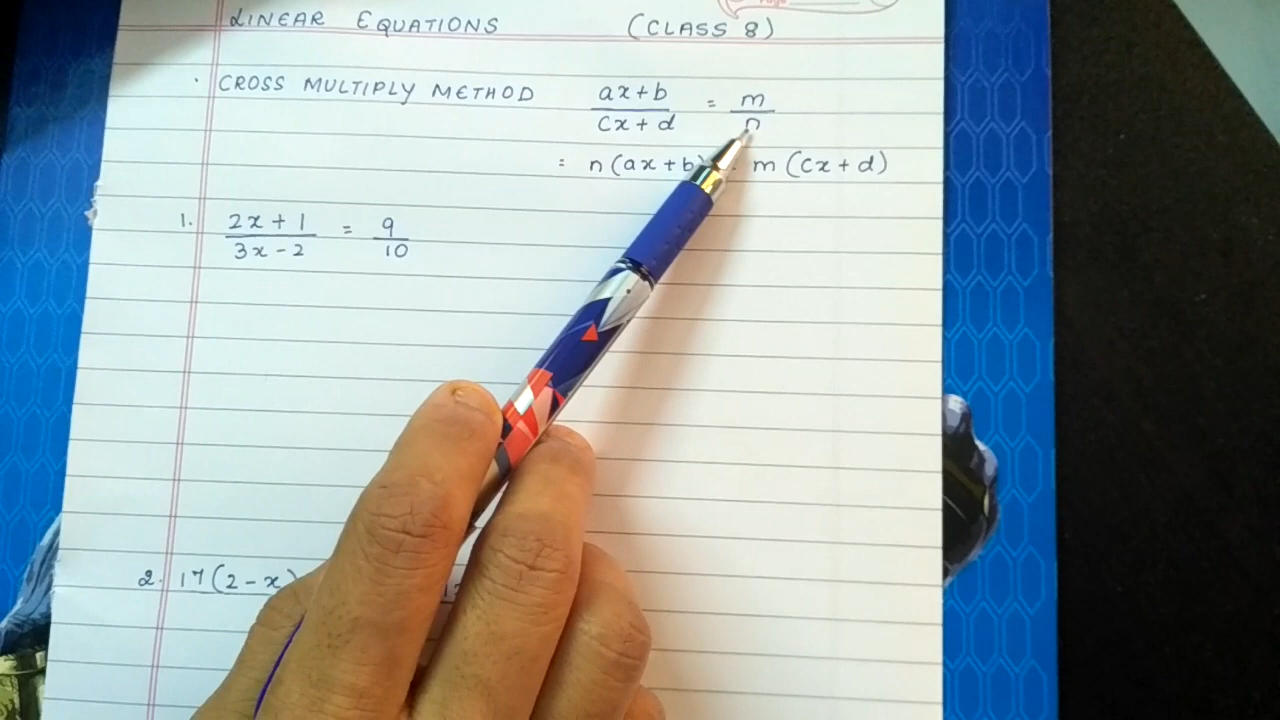 LINEAR EQUATIONS (CLASS 8)
· CROSS MULTIPLY METHOD (ax+b)/(cx+d) = m/n
= n(ax+b) m(cx+d)
1. (2x+1)/(3x-2) = 9/10
2. 17(2-x)